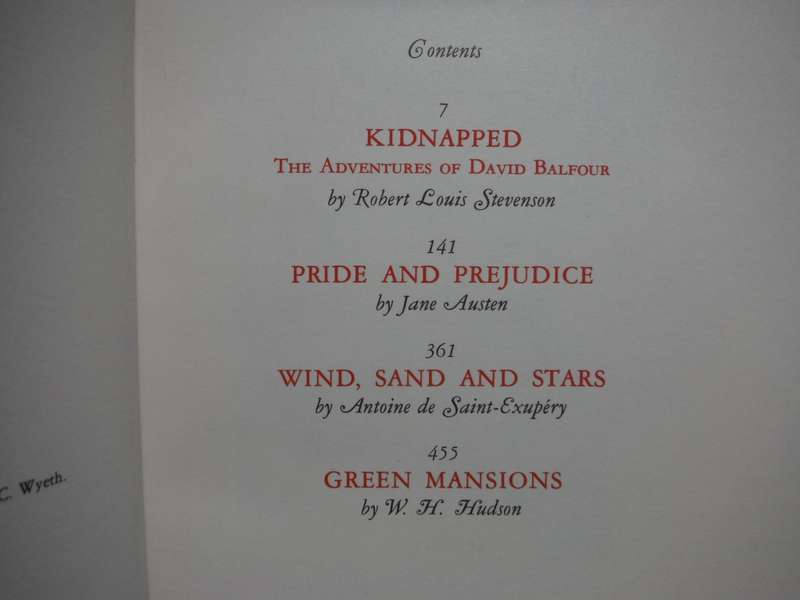 Contents
7
KIDNAPPED
THE ADVENTURES OF DAVID BALFOUR
by Robert Louis Stevenson
141
PRIDE AND PREJUDICE
by Jane Austen
361
WIND, SAND AND STARS
by Antoine de Saint-Exupéry
455
GREEN MANSIONS
by W. H. Hudson
C. Wyeth.